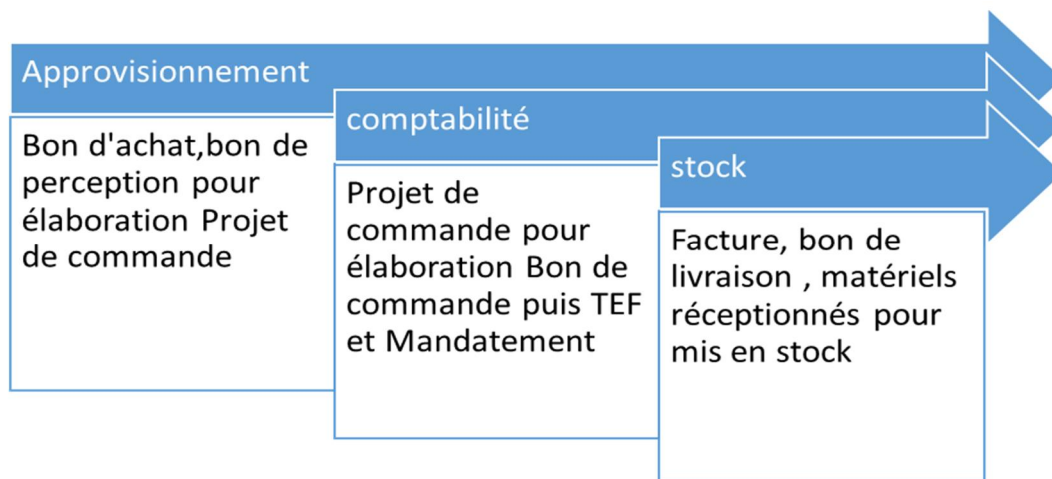 Approvisionnement
Bon d'achat,bon de
perception pour
élaboration Projet
de commande
comptabilité
Projet de
commande pour
élaboration Bon de
commande puis TEF
et Mandatement
stock
Facture, bon de
livraison , matériels
réceptionnés pour
mis en stock